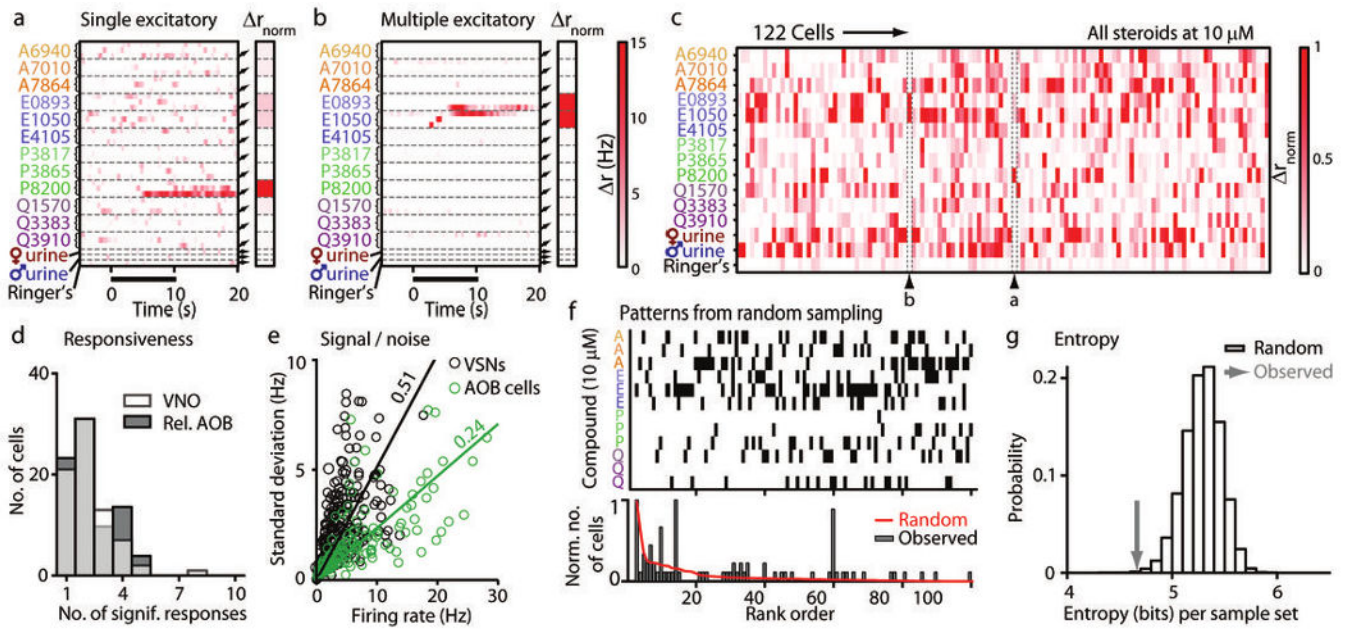 a Single excitatory Δr norm
A6940
A7010
A7864
E0893
E1050
E4105
P3817
P3865
P8200
Q1570
Q3383
Q3910
♀urine
♂urine
Ringer's
0 10 20
Time (s)
b Multiple excitatory Δr norm
A6940
A7010
A7864
E0893
E1050
E4105
P3817
P3865
P8200
Q1570
Q3383
Q3910
♀urine
♂urine
Ringer's
0 10 20
Time (s)
15
10
5
0
Δr (Hz)
c 122 Cells All steroids at 10 μM
A6940
A7010
A7864
E0893
E1050
E4105
P3817
P3865
P8200
Q1570
Q3383
Q3910
♀urine
♂urine
Ringer's
b a
1
0.5
0
Δr norm
d Responsiveness
40
20
0
No. of cells
VNO
Rel. AOB
1 4 7 10
No. of signif. responses
e Signal / noise
10
5
0
Standard deviation (Hz)
VSNs
AOB cells
0.51
0.24
0 10 20 30
Firing rate (Hz)
f Patterns from random sampling
Compound (10 μM)
A
A
A
E
E
E
P
P
P
Q
Q
Q
1
0
Norm. no. of cells
Random
Observed
20 40 60 80 100
Rank order
g Entropy
Random
Observed
0.2
0.1
0
Probability
4 5 6
Entropy (bits) per sample set